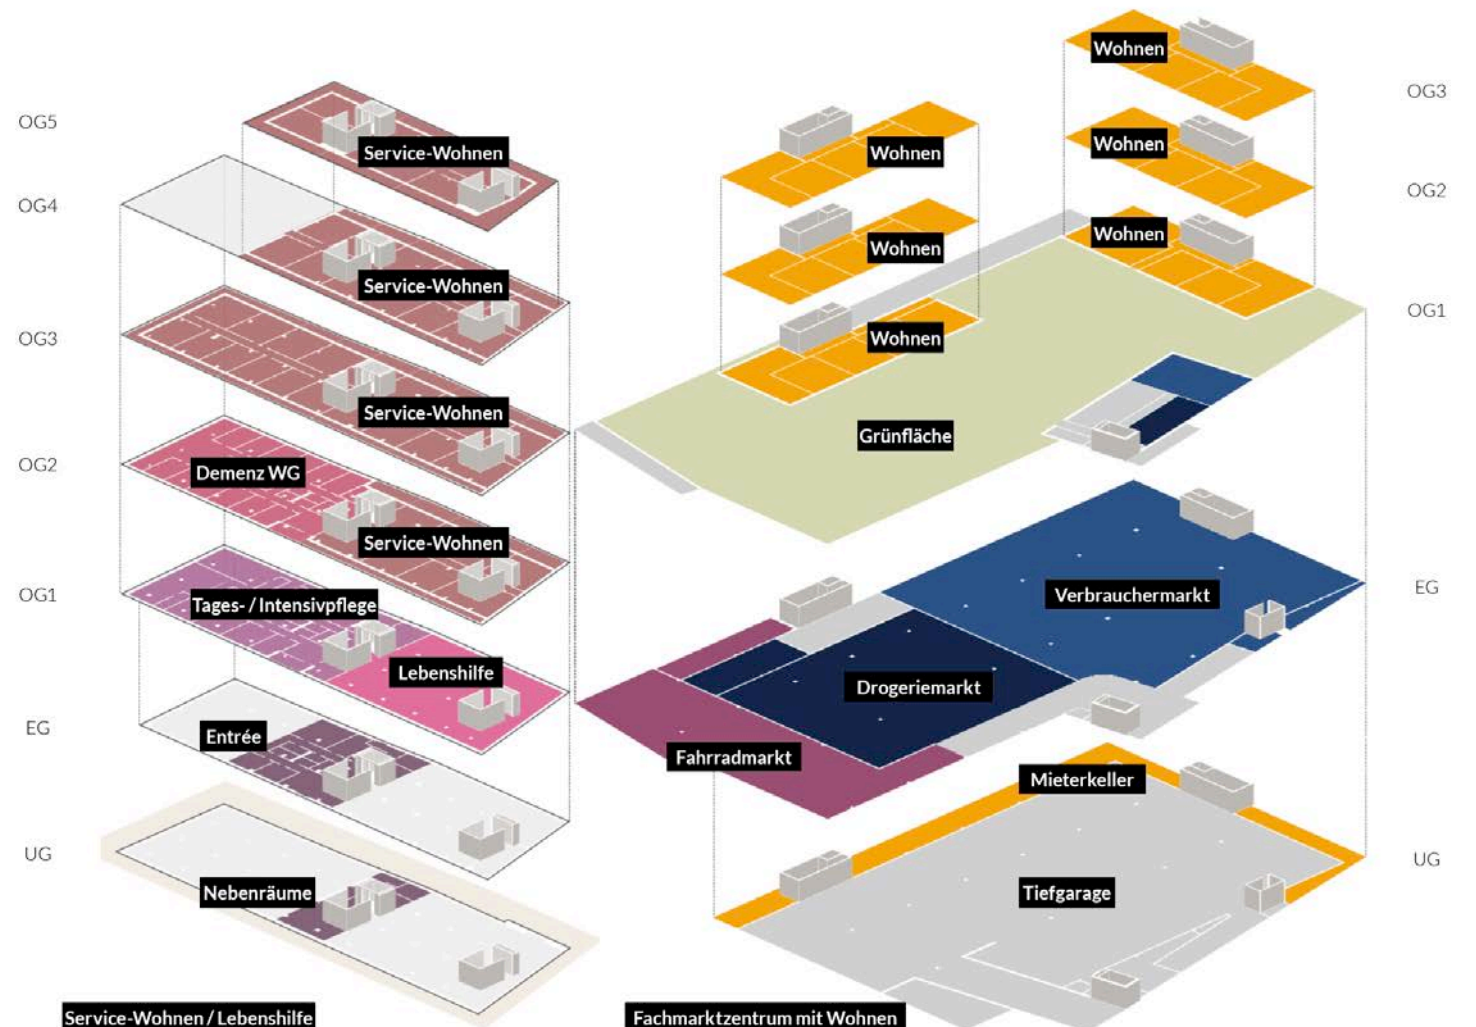 Wohnen
OG3
OG5
Service-Wohnen
Wohnen
Wohnen
OG2
OG4
Wohnen
Wohnen
Service-Wohnen
OG1
OG3
Wohnen
Service-Wohnen
Grünfläche
OG2
Demenz WG
Service-Wohnen
OG1
Tages- / Intensivpflege
Verbrauchermarkt
EG
Lebenshilfe
Drogeriemarkt
EG
Entrée
Fahrradmarkt
Mieterkeller
UG
UG
Nebenräume
Tiefgarage
Service-Wohnen / Lebenshilfe
Fachmarktzentrum mit Wohnen